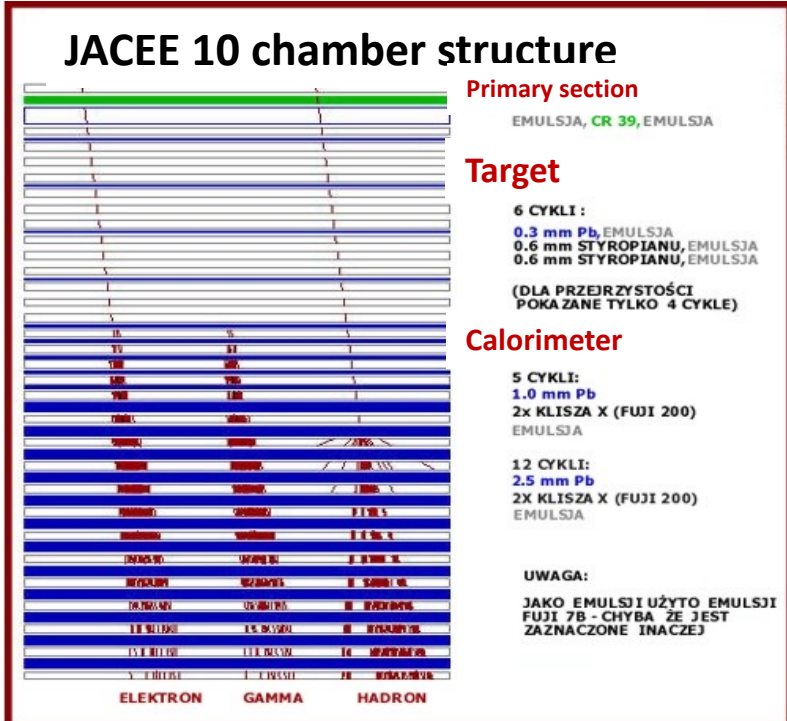 JACEE 10 chamber structure
Primary section
EMULSJA, CR 39, EMULSJA
Target
6 CYKLI :
0.3 mm Pb, EMULSJA
0.6 mm STYROPIANU, EMULSJA
0.6 mm STYROPIANU, EMULSJA
(DLA PRZEJRZYSTOŚCI
POKAZANE TYLKO 4 CYKLE)
Calorimeter
5 CYKLI:
1.0 mm Pb
2x KLISZA X (FUJI 200)
EMULSJA
12 CYKLI:
2.5 mm Pb
2X KLISZA X (FUJI 200)
EMULSJA
UWAGA:
JAKO EMULSJI UŻYTO EMULSJI
FUJI 7B - CHYBA ŻE JEST
ZAZNACZONE INACZEJ
ELEKTRON GAMMA HADRON